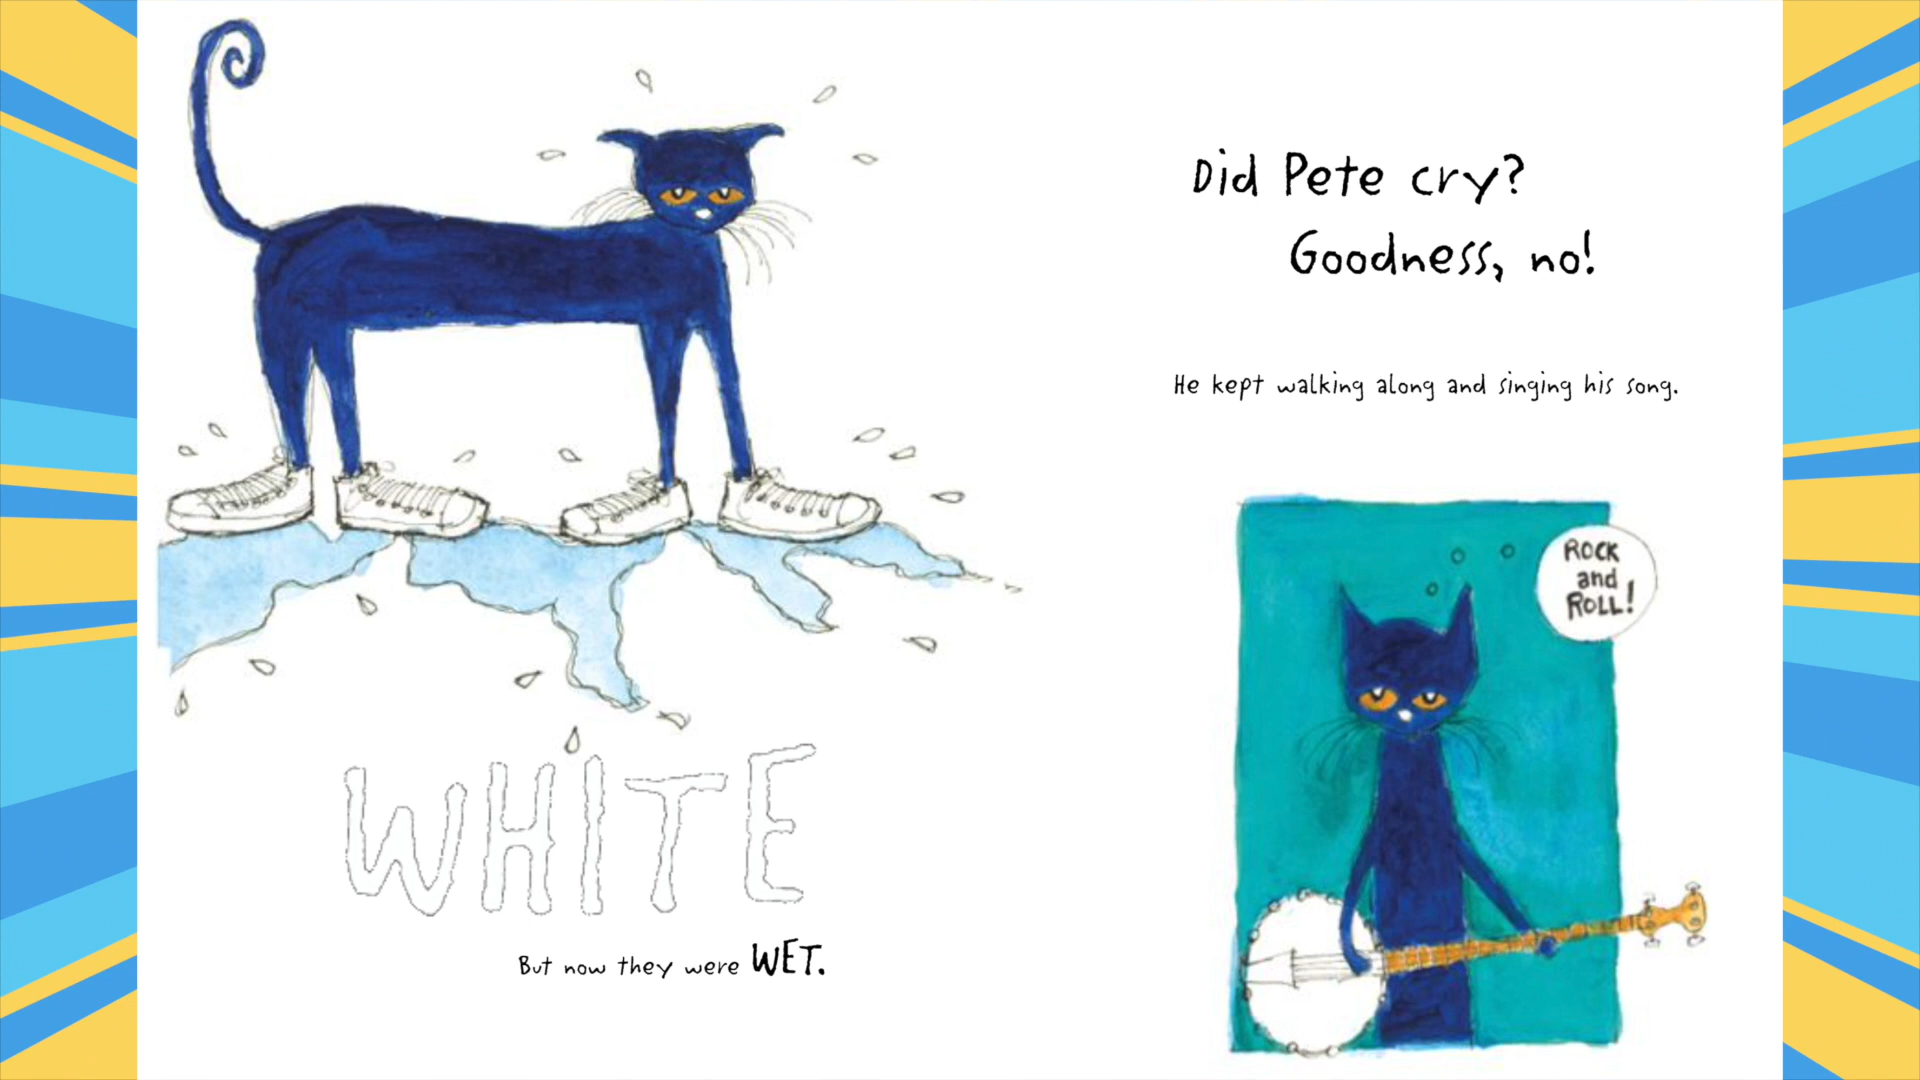 WHITE
But now they were WET.
Did Pete cry?
Goodness, no!
He kept walking along and singing his song.
ROCK
and
ROLL!